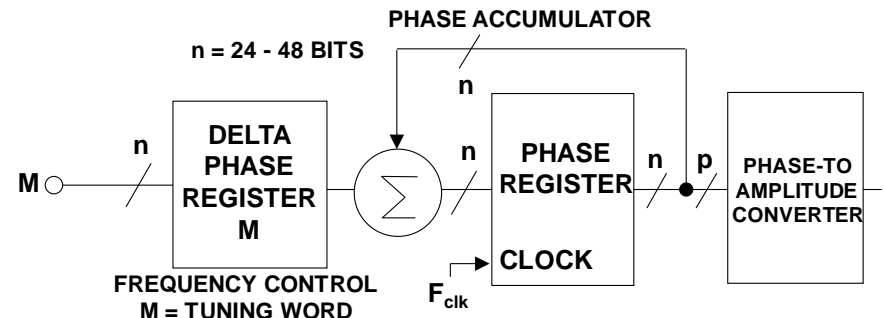 PHASE ACCUMULATOR
n = 24 - 48 BITS
n
n
DELTA
PHASE
REGISTER
M
M
n
PHASE
REGISTER
n
p
PHASE-TO
AMPLITUDE
CONVERTER
Σ
CLOCK
Fclk
FREQUENCY CONTROL
M = TUNING WORD